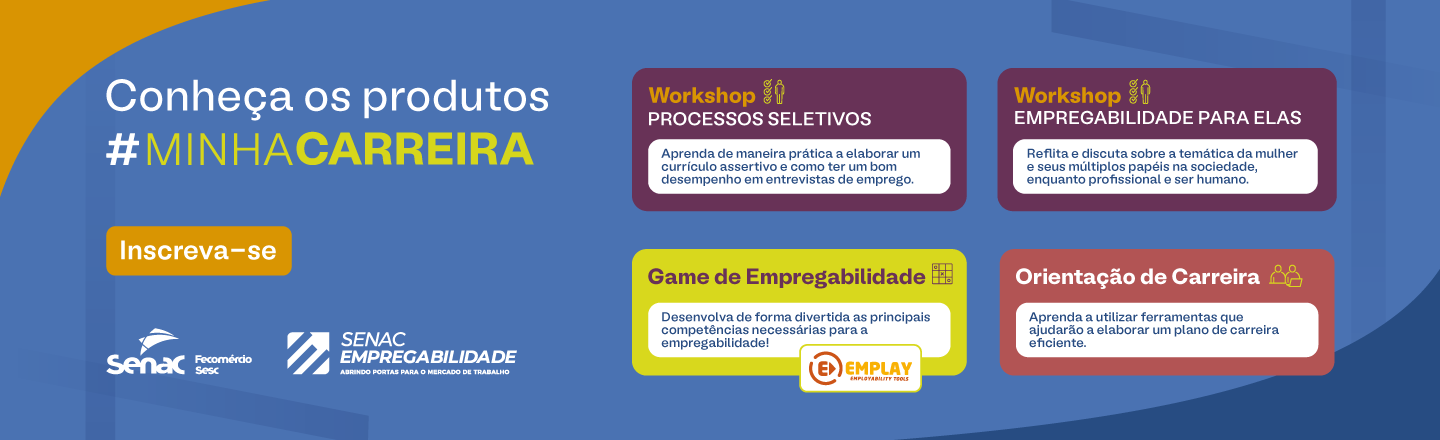 Conheça os produtos
#MINHACARREIRA
Inscreva-se
Senac
Fecomércio
Sesc
SENAC
EMPREGABILIDADE
ABRINDO PORTAS PARA O MERCADO DE TRABALHO
Workshop
PROCESSOS SELETIVOS
Aprenda de maneira prática a elaborar um
currículo assertivo e como ter um bom
desempenho em entrevistas de emprego.
Workshop
EMPREGABILIDADE PARA ELAS
Reflita e discuta sobre a temática da mulher
e seus múltiplos papéis na sociedade,
enquanto profissional e ser humano.
Game de Empregabilidade
Desenvolva de forma divertida as principais
competências necessárias para a
empregabilidade!
E EMPLAY
EMPLOYABILITY TOOLS
Orientação de Carreira
Aprenda a utilizar ferramentas que
ajudarão a elaborar um plano de carreira
eficiente.